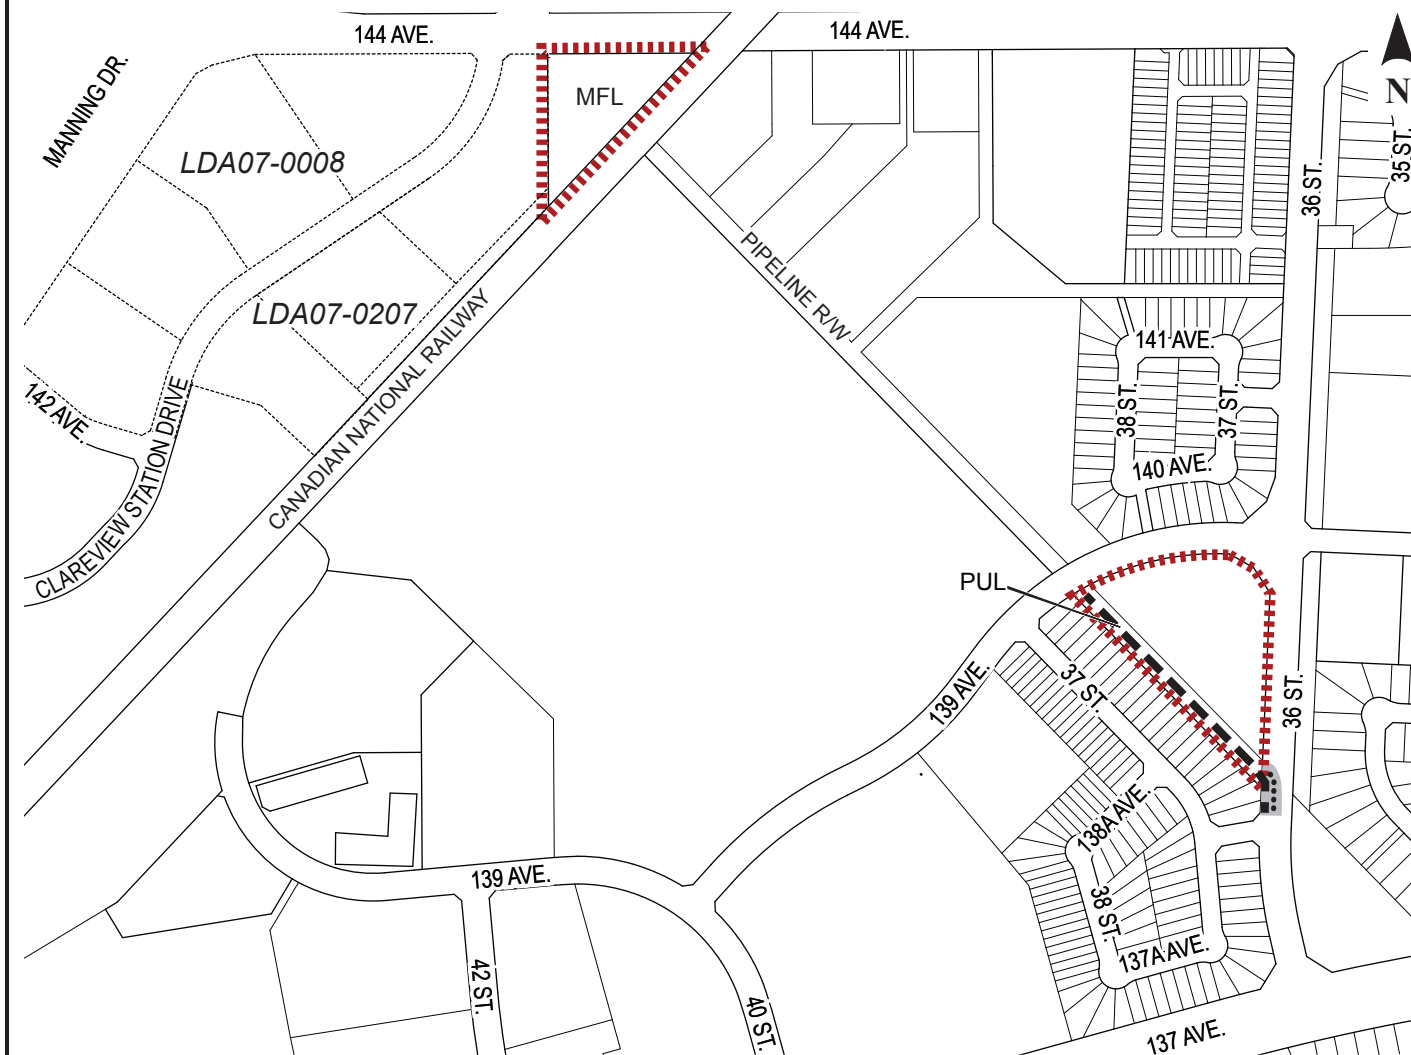 144 AVE.
144 AVE.
MANNING DR.
MFL
N
LDA07-0008
35 ST.
36 ST.
PIPELINE R/W
LDA07-0207
CANADIAN NATIONAL RAILWAY
141 AVE.
38 ST.
37 ST.
142 AVE.
140 AVE.
CLAREVIEW STATION DRIVE
PUL
37 ST.
139 AVE.
36 ST.
138A AVE.
139 AVE.
38 ST.
137A AVE.
42 ST.
40 ST.
137 AVE.